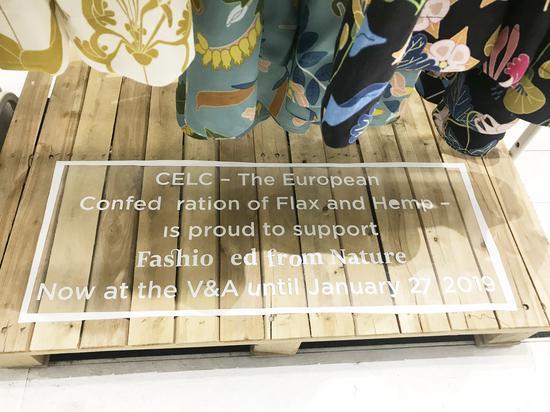 CELC – The European
Confed ration of Flax and Hemp –
is proud to support
Fashio ed from Nature
Now at the V&A until January 27 2019